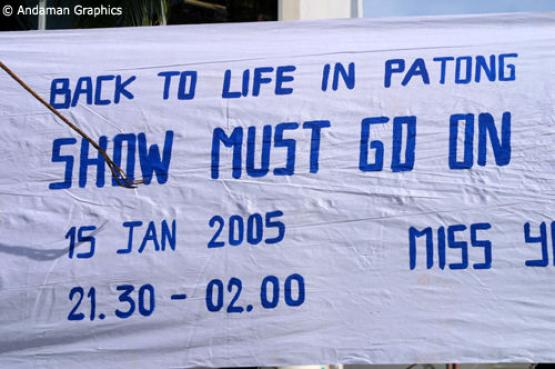 © Andaman Graphics
BACK TO LIFE IN PATONG
SHOW MUST GO ON
15 JAN 2005
MISS
21.30 - 02.00